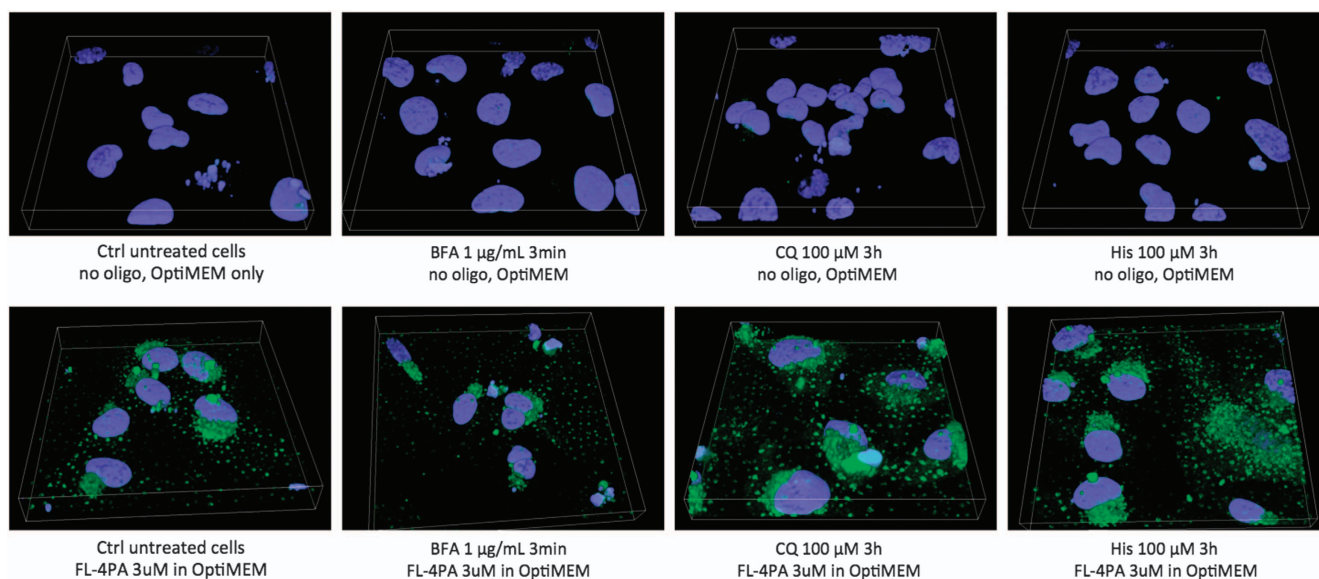 Ctrl untreated cells
no oligo, OptiMEM only
BFA 1 µg/mL 3min
no oligo, OptiMEM
CQ 100 µM 3h
no oligo, OptiMEM
His 100 µM 3h
no oligo, OptiMEM
Ctrl untreated cells
FL-4PA 3uM in OptiMEM
BFA 1 µg/mL 3min
FL-4PA 3uM in OptiMEM
CQ 100 µM 3h
FL-4PA 3uM in OptiMEM
His 100 µM 3h
FL-4PA 3uM in OptiMEM